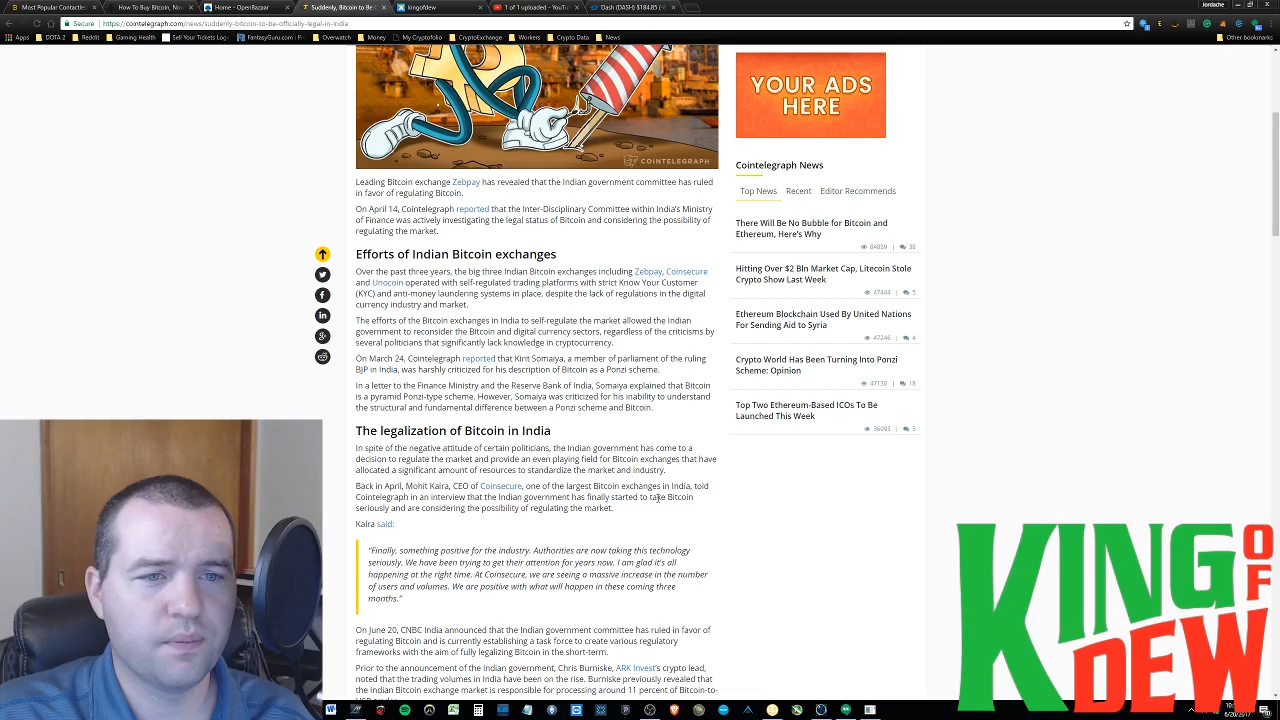 Most Popular Contactles
How To Buy Bitcoin, Now
Home - OpenBazaar
Suddenly, Bitcoin to Be O
kingofdew
1 of 1 uploaded - YouTub
Dash (DASH) $184.85 (-6
Jordache
Secure
https://cointelegraph.com/news/suddenly-bitcoin-to-be-officially-legal-in-india
Apps
DOTA 2
Reddit
Gaming Health
Sell Your Tickets Log
FantasyGuru.com | Pr
Overwatch
Money
My Cryptofolio
CryptoExchange
Workers
Crypto Data
News
Other bookmarks
COINTELEGRAPH
Leading Bitcoin exchange Zebpay has revealed that the Indian government committee has ruled
in favor of regulating Bitcoin.
On April 14, Cointelegraph reported that the Inter-Disciplinary Committee within India's Ministry
of Finance was actively investigating the legal status of Bitcoin and considering the possibility of
regulating the market.
Efforts of Indian Bitcoin exchanges
Over the past three years, the big three Indian Bitcoin exchanges including Zebpay, Coinsecure
and Unocoin operated with self-regulated trading platforms with strict Know Your Customer
(KYC) and anti-money laundering systems in place, despite the lack of regulations in the digital
currency industry and market.
The efforts of the Bitcoin exchanges in India to self-regulate the market allowed the Indian
government to reconsider the Bitcoin and digital currency sectors, regardless of the criticisms by
several politicians that significantly lack knowledge in cryptocurrency.
On March 24, Cointelegraph reported that Kirit Somaiya, a member of parliament of the ruling
BJP in India, was harshly criticized for his description of Bitcoin as a Ponzi scheme.
In a letter to the Finance Ministry and the Reserve Bank of India, Somaiya explained that Bitcoin
is a pyramid Ponzi-type scheme. However, Somaiya was criticized for his inability to understand
the structural and fundamental difference between a Ponzi scheme and Bitcoin.
The legalization of Bitcoin in India
In spite of the negative attitude of certain politicians, the Indian government has come to a
decision to regulate the market and provide an even playing field for Bitcoin exchanges that have
allocated a significant amount of resources to standardize the market and industry.
Back in April, Mohit Kalra, CEO of Coinsecure, one of the largest Bitcoin exchanges in India, told
Cointelegraph in an interview that the Indian government has finally started to take Bitcoin
seriously and are considering the possibility of regulating the market.
Kalra said:
"Finally, something positive for the industry. Authorities are now taking this technology
seriously. We have been trying to get their attention for years now. I am glad it's all
happening at the right time. At Coinsecure, we are seeing a massive increase in the number
of users and volumes. We are positive with what will happen in these coming three
months."
On June 20, CNBC India announced that the Indian government committee has ruled in favor of
regulating Bitcoin and is currently establishing a task force to create various regulatory
frameworks with the aim of fully legalizing Bitcoin in the short-term.
Prior to the announcement of the Indian government, Chris Burniske, ARK Invest's crypto lead,
noted that the trading volumes in India have been on the rise. Burniske previously revealed that
the Indian Bitcoin exchange market is responsible for processing around 11 percent of Bitcoin-to-
YOUR ADS
HERE
Cointelegraph News
Top News
Recent
Editor Recommends
There Will Be No Bubble for Bitcoin and
Ethereum, Here's Why
84859 | 38
Hitting Over $2 Bln Market Cap, Litecoin Stole
Crypto Show Last Week
47444 | 5
Ethereum Blockchain Used By United Nations
For Sending Aid to Syria
47246 | 4
Crypto World Has Been Turning Into Ponzi
Scheme: Opinion
47130 | 18
Top Two Ethereum-Based ICOs To Be
Launched This Week
36093 | 5
KING OF
DEW
6/20/2017